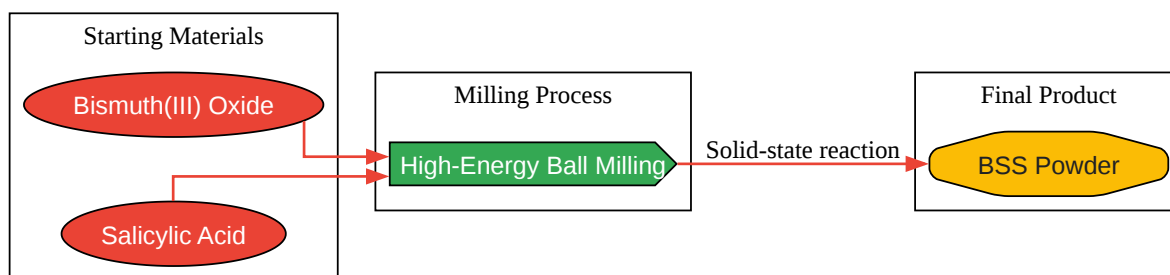 Starting Materials
Bismuth(III) Oxide
Salicylic Acid
Milling Process
High-Energy Ball Milling
Solid-state reaction
Final Product
BSS Powder